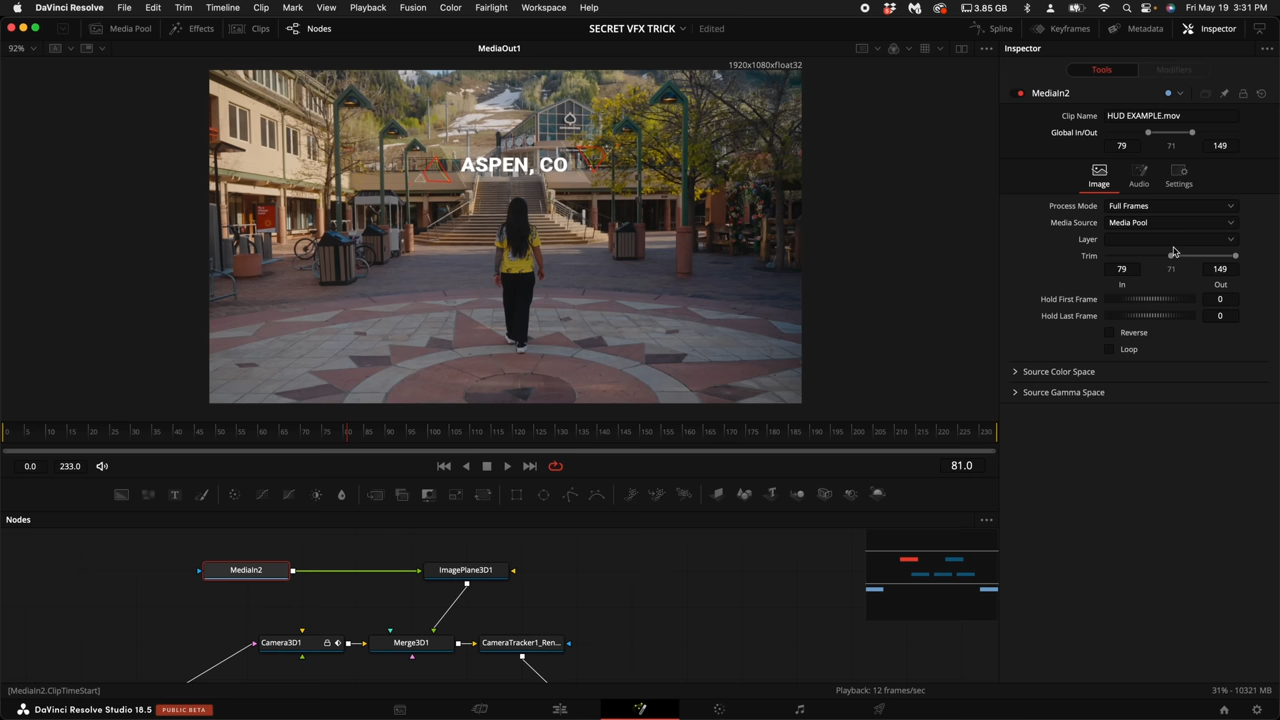 DaVinci Resolve File Edit Trim Timeline Clip Mark View Playback Fusion Color Fairlight Workspace Help 3.85 GB Fri May 19 3:31 PM
Media Pool Effects Clips Nodes SECRET VFX TRICK Edited Spline Keyframes Metadata Inspector
92% MediaOut1 Inspector
1920x1080xfloat32
Tools Modifiers
MediaIn2
Clip Name HUD EXAMPLE.mov
Global In/Out
79 71 149
Image Audio Settings
Process Mode Full Frames
Media Source Media Pool
Layer
Trim
79 71 149
In Out
Hold First Frame 0
Hold Last Frame 0
Reverse
Loop
Source Color Space
Source Gamma Space
ASPEN, CO
0 5 10 15 20 25 30 35 40 45 50 55 60 65 70 75 80 85 90 95 100 105 110 115 120 125 130 135 140 145 150 155 160 165 170 175 180 185 190 195 200 205 210 215 220 225 230
0.0 233.0 81.0
Nodes
MediaIn2 ImagePlane3D1
Camera3D1 Merge3D1 CameraTracker1_Ren...
[MediaIn2.ClipTimeStart] Playback: 12 frames/sec 31% - 10321 MB
DaVinci Resolve Studio 18.5 PUBLIC BETA